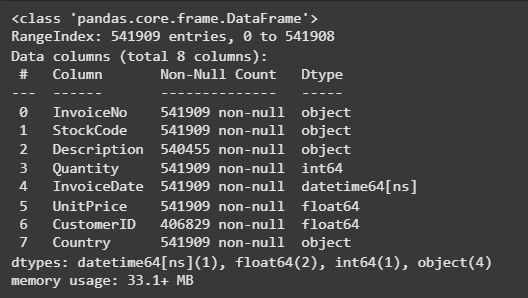 <class 'pandas.core.frame.DataFrame'>
RangeIndex: 541909 entries, 0 to 541908
Data columns (total 8 columns):
 #   Column       Non-Null Count   Dtype
---  ------       --------------   -----
 0   InvoiceNo    541909 non-null  object
 1   StockCode    541909 non-null  object
 2   Description  540455 non-null  object
 3   Quantity     541909 non-null  int64
 4   InvoiceDate  541909 non-null  datetime64[ns]
 5   UnitPrice    541909 non-null  float64
 6   CustomerID   406829 non-null  float64
 7   Country      541909 non-null  object
dtypes: datetime64[ns](1), float64(2), int64(1), object(4)
memory usage: 33.1+ MB